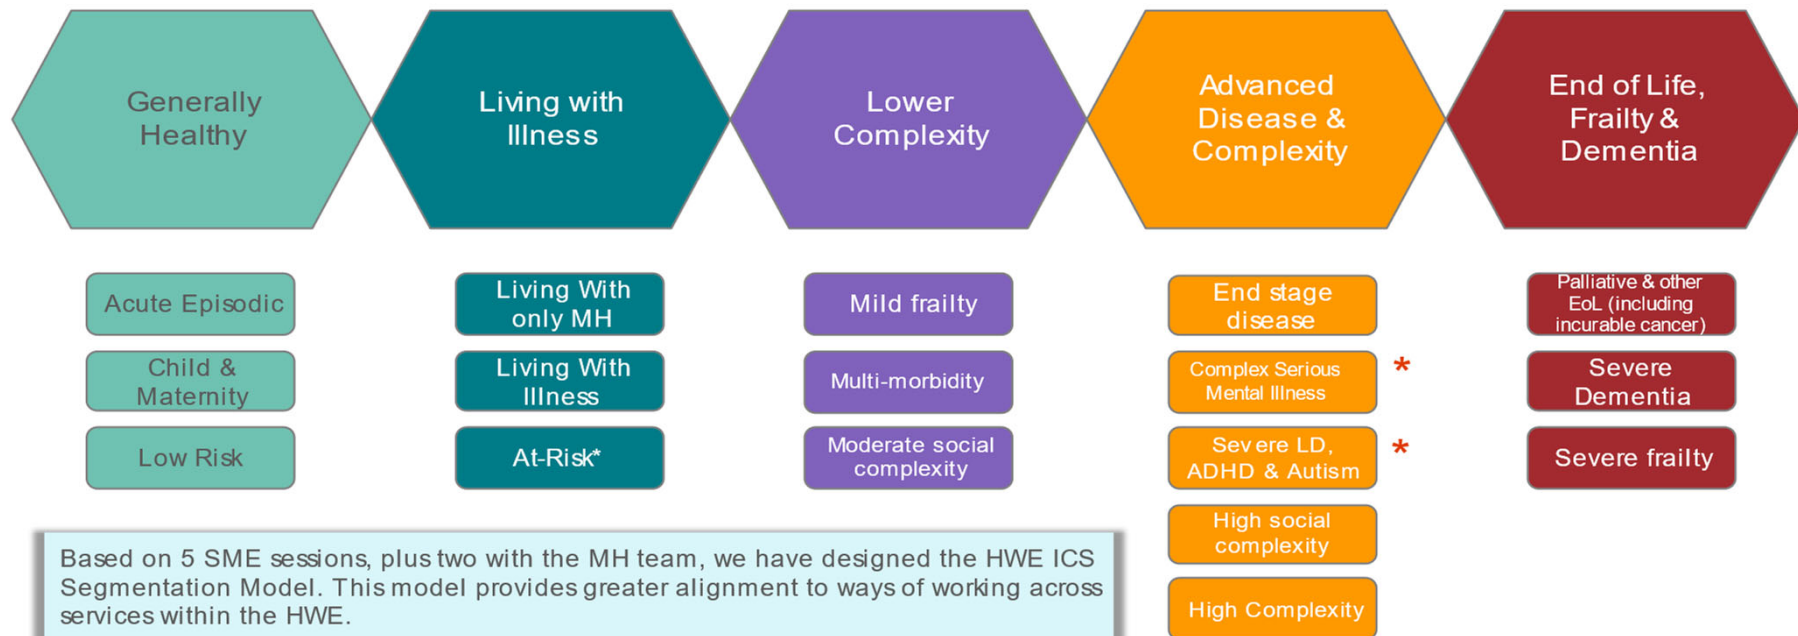 Generally
Healthy
Living with
Illness
Lower
Complexity
Advanced
Disease &
Complexity
End of Life,
Frailty &
Dementia
Acute Episodic
Child &
Maternity
Low Risk
Living With
only MH
Living With
Illness
At-Risk*
Mild frailty
Multi-morbidity
Moderate social
complexity
End stage
disease
Complex Serious
Mental Illness
*
Severe LD,
ADHD & Autism
*
High social
complexity
High Complexity
Palliative & other
EoL (including
incurable cancer)
Severe
Dementia
Severe frailty
Based on 5 SME sessions, plus two with the MH team, we have designed the HWE ICS
Segmentation Model. This model provides greater alignment to ways of working across
services within the HWE.